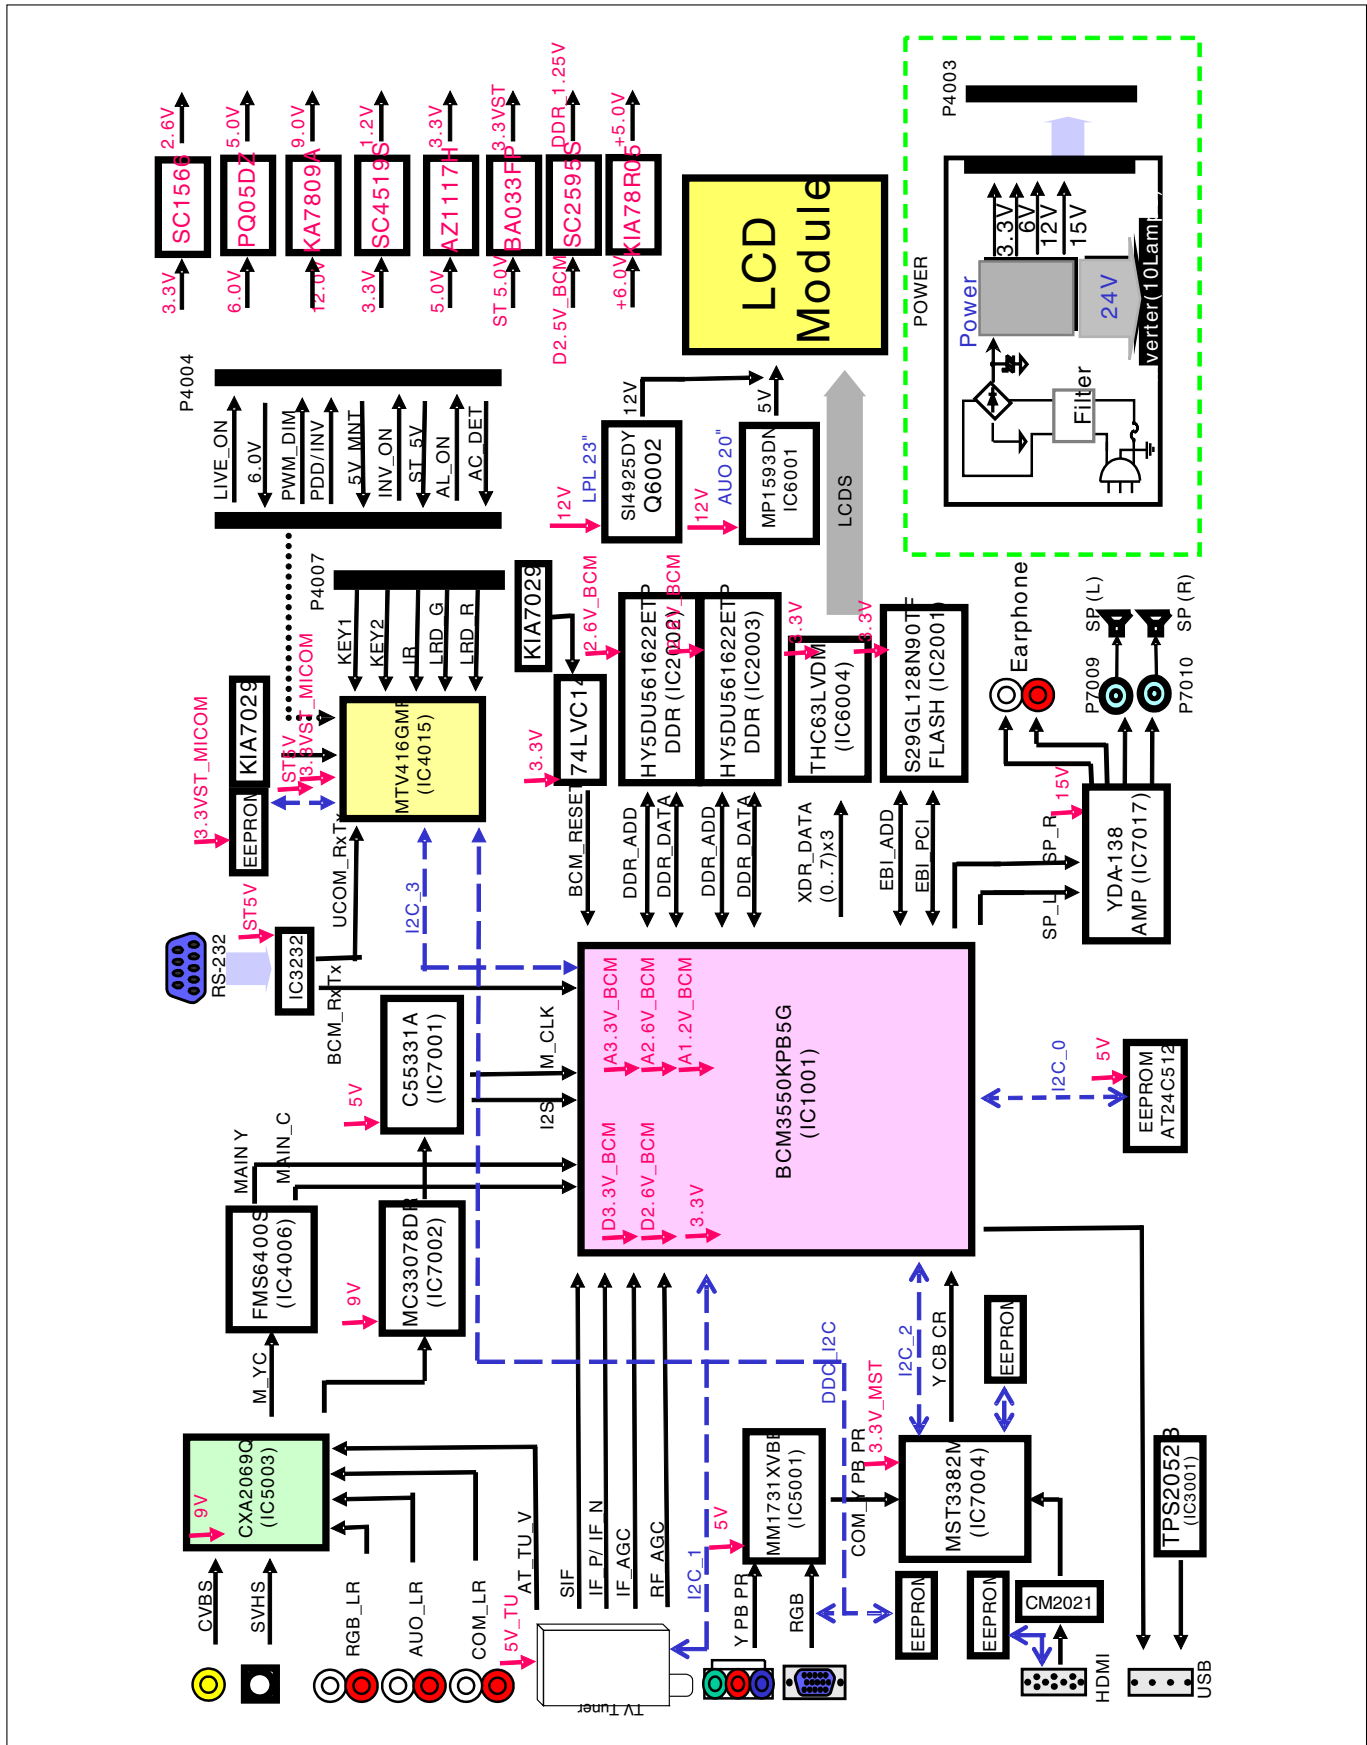 CVBS
SVHS
RGB_LR
AUO_LR
COM_LR
5V_TU
TV Tuner
Y PB PR
RGB
HDMI
USB
9V
CXA2069Q
(IC5003)
M_YC
AT_TU_V
SIF
IF_P/ IF_N
IF_AGC
RF_AGC
I2C_1
5V
MM1731XVBE
(IC5001)
COM_Y PB PR
DDC_I2C
3.3V_MST
MST3382M
(IC7004)
I2C_2
Y CB CR
EEPROM
EEPROM
EEPROM
CM2021
TPS2052B
(IC3001)
FMS6400S
(IC4006)
MAIN Y
MAIN_C
9V
MC33078DR
(IC7002)
5V
C55331A
(IC7001)
I2S
M_CLK
RS-232
ST5V
IC3232
BCM_RxTx
UCOM_RxTx
I2C_3
BCM3550KPB5G
(IC1001)
D3.3V_BCM
D2.6V_BCM
3.3V
A3.3V_BCM
A2.6V_BCM
A1.2V_BCM
I2C_0
5V
EEPROM
AT24C512
3.3VST_MICOM
EEPROM
KIA7029
ST5V
3.3VST_MICOM
MTV416GMF
(IC4015)
KEY1
KEY2
IR
LRD_G
LRD_R
P4007
KIA7029
3.3V
74LVC14
BCM_RESET
2.6V_BCM
HY5DU561622ETP
DDR (IC2002)
DDR_ADD
DDR_DATA
HY5DU561622ETP
DDR (IC2003)
DDR_ADD
DDR_DATA
3.3V
THC63LVDM
(IC6004)
XDR_DATA
(0..7)x3
3.3V
S29GL128N90TF
FLASH (IC2001)
EBI_ADD
EBI_PCI
SP_L
SP_R
15V
YDA-138
AMP (IC7017)
Earphone
P7009
SP (L)
P7010
SP (R)
P4004
LIVE_ON
6.0V
PWM_DIM
PDD/INV
5V_MNT
INV_ON
ST_5V
AL_ON
AC_DET
12V
LPL 23"
SI4925DY
Q6002
12V
12V
AUO 20"
MP1593DN
IC6001
5V
LCDS
LCD
Module
3.3V
SC1566
2.6V
6.0V
PQ05DZ
5.0V
12.0V
KA7809A
9.0V
3.3V
SC4519S
1.2V
5.0V
AZ1117H
3.3V
ST 5.0V
BA033FP
3.3VST
D2.5V_BCM
SC2595S
DDR_1.25V
+6.0V
KIA78R05
+5.0V
POWER
Power
Filter
3.3V
6V
12V
15V
24V
verter(10Lamp
P4003